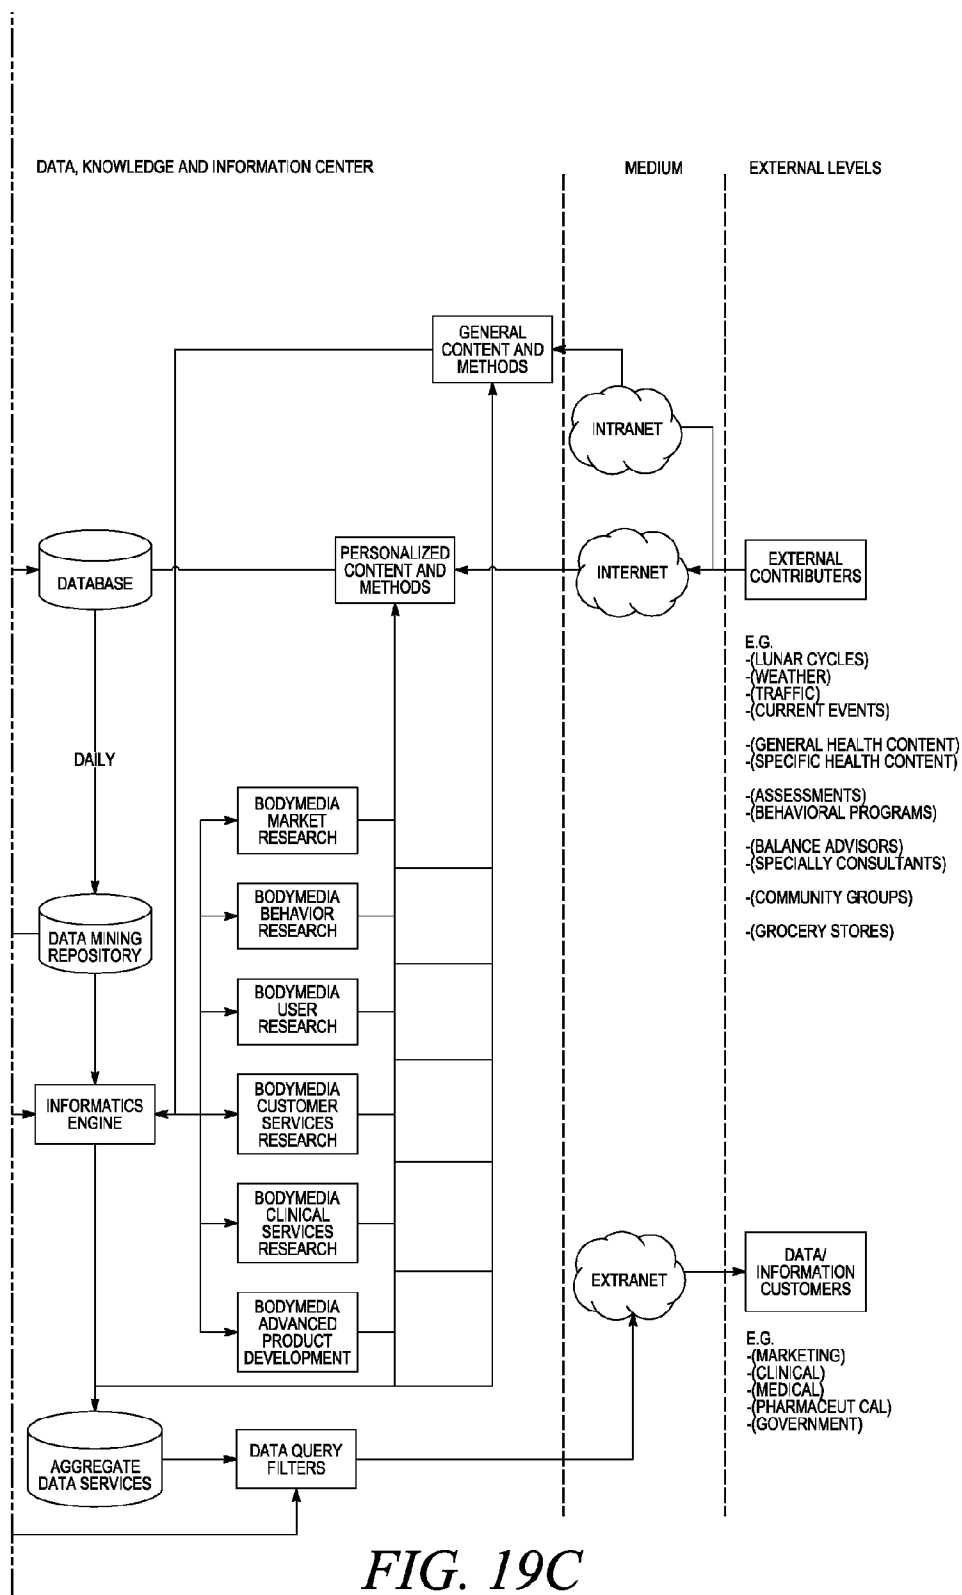 DATA, KNOWLEDGE AND INFORMATION CENTER
MEDIUM
EXTERNAL LEVELS
GENERAL
CONTENT AND
METHODS
INTRANET
DATABASE
PERSONALIZED
CONTENT AND
METHODS
INTERNET
EXTERNAL
CONTRIBUTERS
E.G.
-(LUNAR CYCLES)
-(WEATHER)
-(TRAFFIC)
-(CURRENT EVENTS)
-(GENERAL HEALTH CONTENT)
-(SPECIFIC HEALTH CONTENT)
-(ASSESSMENTS)
-(BEHAVIORAL PROGRAMS)
-(BALANCE ADVISORS)
-(SPECIALLY CONSULTANTS)
-(COMMUNITY GROUPS)
-(GROCERY STORES)
DAILY
BODYMEDIA
MARKET
RESEARCH
BODYMEDIA
BEHAVIOR
RESEARCH
DATA MINING
REPOSITORY
BODYMEDIA
USER
RESEARCH
INFORMATICS
ENGINE
BODYMEDIA
CUSTOMER
SERVICES
RESEARCH
BODYMEDIA
CLINICAL
SERVICES
RESEARCH
EXTRANET
DATA/
INFORMATION
CUSTOMERS
BODYMEDIA
ADVANCED
PRODUCT
DEVELOPMENT
E.G.
-(MARKETING)
-(CLINICAL)
-(MEDICAL)
-(PHARMACEUT CAL)
-(GOVERNMENT)
AGGREGATE
DATA SERVICES
DATA QUERY
FILTERS
FIG. 19C